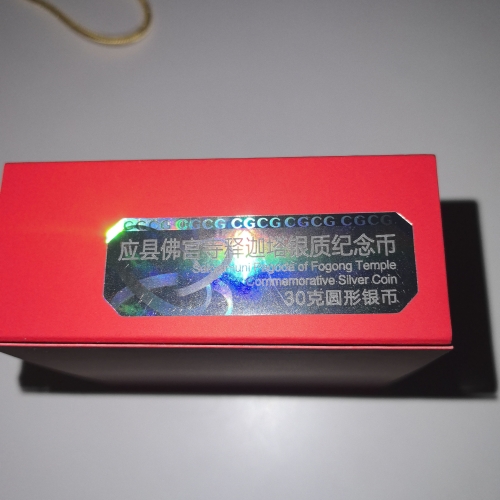 CGCG CGCG CGCG CGCG CGCG
应县佛宫寺释迦塔银质纪念币
Pagoda of Fogong Temple
Commemorative Silver Coin
30克圆形银币